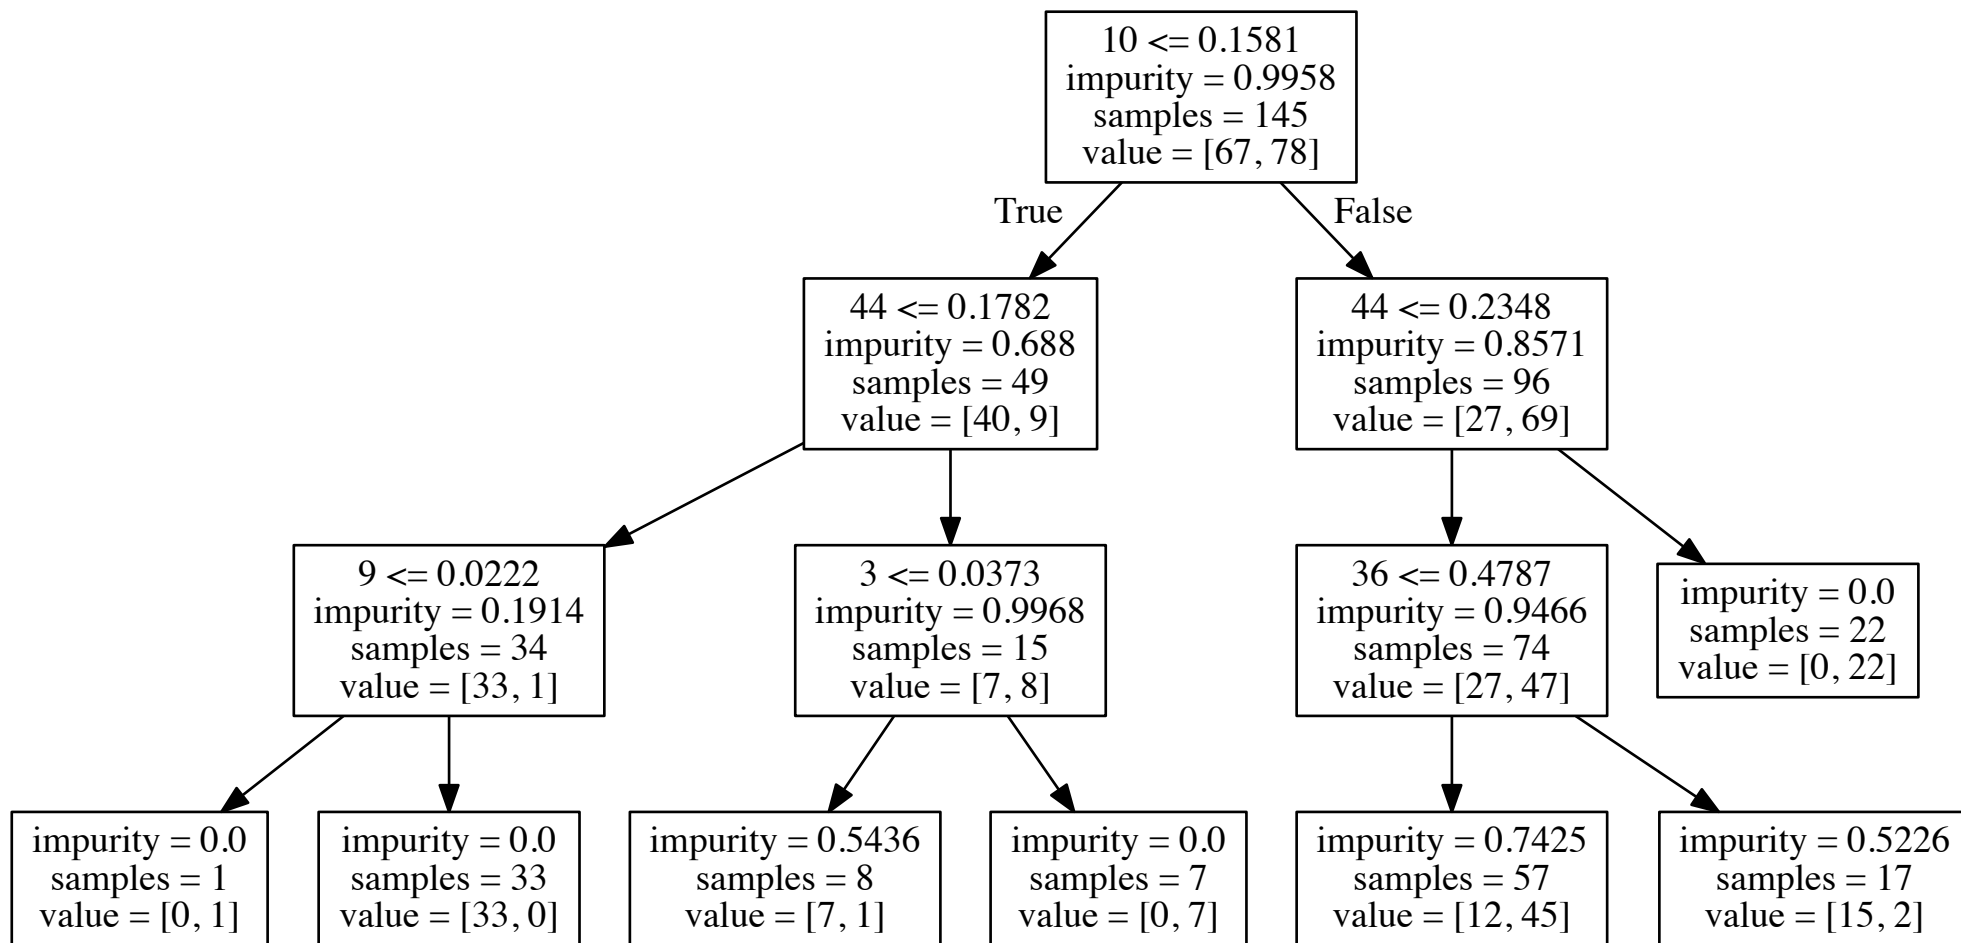 10 <= 0.1581
impurity = 0.9958
samples = 145
value = [67, 78]
True
False
44 <= 0.1782
impurity = 0.688
samples = 49
value = [40, 9]
44 <= 0.2348
impurity = 0.8571
samples = 96
value = [27, 69]
9 <= 0.0222
impurity = 0.1914
samples = 34
value = [33, 1]
3 <= 0.0373
impurity = 0.9968
samples = 15
value = [7, 8]
36 <= 0.4787
impurity = 0.9466
samples = 74
value = [27, 47]
impurity = 0.0
samples = 22
value = [0, 22]
impurity = 0.0
samples = 1
value = [0, 1]
impurity = 0.0
samples = 33
value = [33, 0]
impurity = 0.5436
samples = 8
value = [7, 1]
impurity = 0.0
samples = 7
value = [0, 7]
impurity = 0.7425
samples = 57
value = [12, 45]
impurity = 0.5226
samples = 17
value = [15, 2]